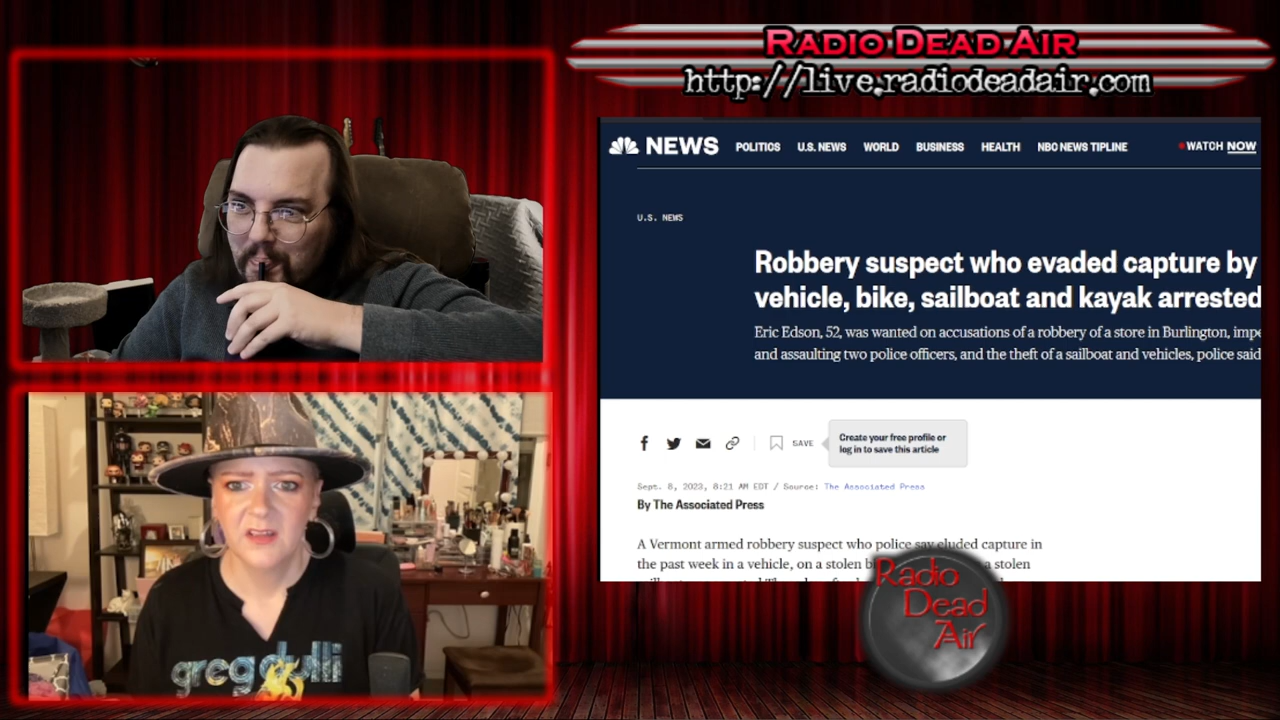 RADIO DEAD AIR
http://live.radiodeadair.com
NEWS
POLITICS
U.S. NEWS
WORLD
BUSINESS
HEALTH
NBC NEWS TIPLINE
WATCH NOW
U.S. NEWS
Robbery suspect who evaded capture by
vehicle, bike, sailboat and kayak arrested
Eric Edson, 52, was wanted on accusations of a robbery of a store in Burlington, impe
and assaulting two police officers, and the theft of a sailboat and vehicles, police said
SAVE
Create your free profile or
log in to save this article
Sept. 8, 2023, 8:21 AM EDT / Source: The Associated Press
By The Associated Press
A Vermont armed robbery suspect who police say eluded capture in
the past week in a vehicle, on a stolen b a stolen
Radio
Dead
Air
greg dulli